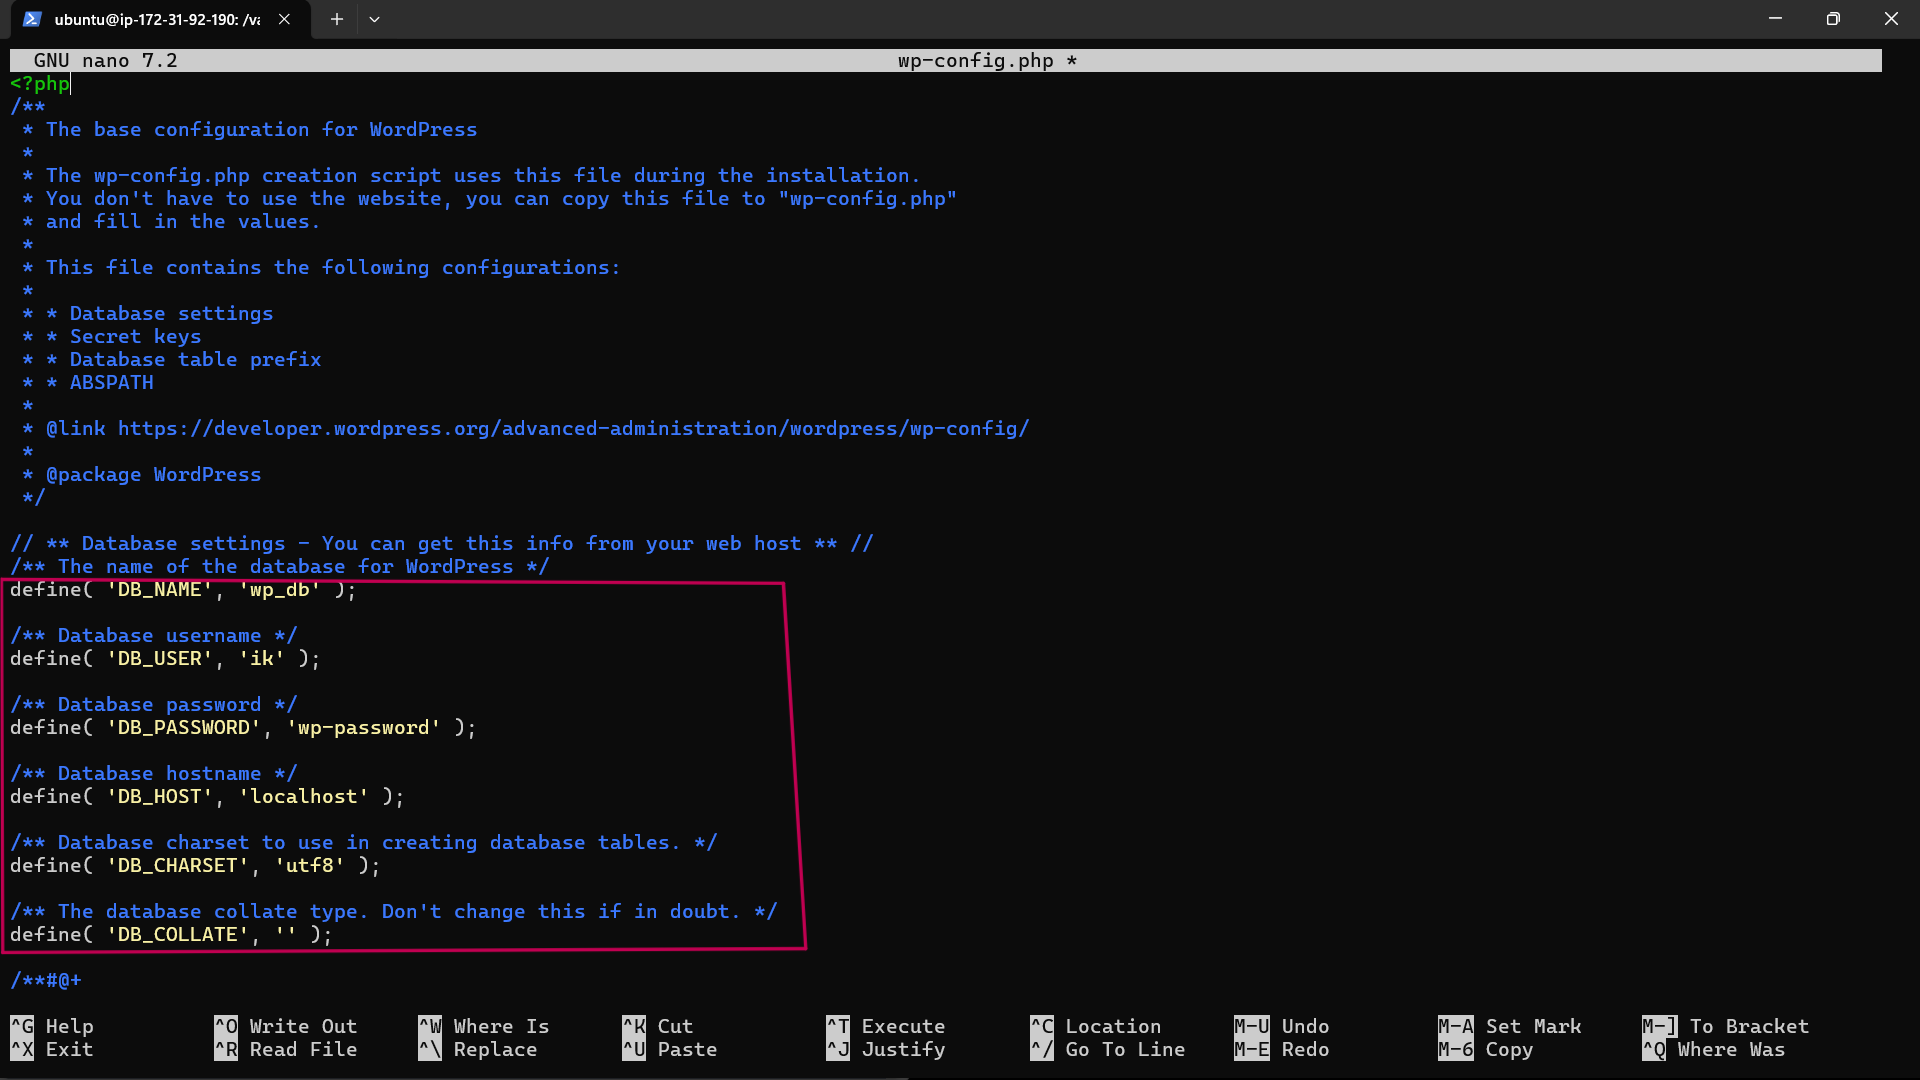 ubuntu@ip-172-31-92-190: /va
GNU nano 7.2 wp-config.php *
<?php
/**
 * The base configuration for WordPress
 *
 * The wp-config.php creation script uses this file during the installation.
 * You don't have to use the website, you can copy this file to "wp-config.php"
 * and fill in the values.
 *
 * This file contains the following configurations:
 *
 * * Database settings
 * * Secret keys
 * * Database table prefix
 * * ABSPATH
 *
 * @link https://developer.wordpress.org/advanced-administration/wordpress/wp-config/
 *
 * @package WordPress
 */
// ** Database settings - You can get this info from your web host ** //
/** The name of the database for WordPress */
define( 'DB_NAME', 'wp_db' );
/** Database username */
define( 'DB_USER', 'ik' );
/** Database password */
define( 'DB_PASSWORD', 'wp-password' );
/** Database hostname */
define( 'DB_HOST', 'localhost' );
/** Database charset to use in creating database tables. */
define( 'DB_CHARSET', 'utf8' );
/** The database collate type. Don't change this if in doubt. */
define( 'DB_COLLATE', '' );
/**#@+
^G Help ^O Write Out ^W Where Is ^K Cut ^T Execute ^C Location M-U Undo M-A Set Mark M-] To Bracket
^X Exit ^R Read File ^\ Replace ^U Paste ^J Justify ^/ Go To Line M-E Redo M-6 Copy ^Q Where Was